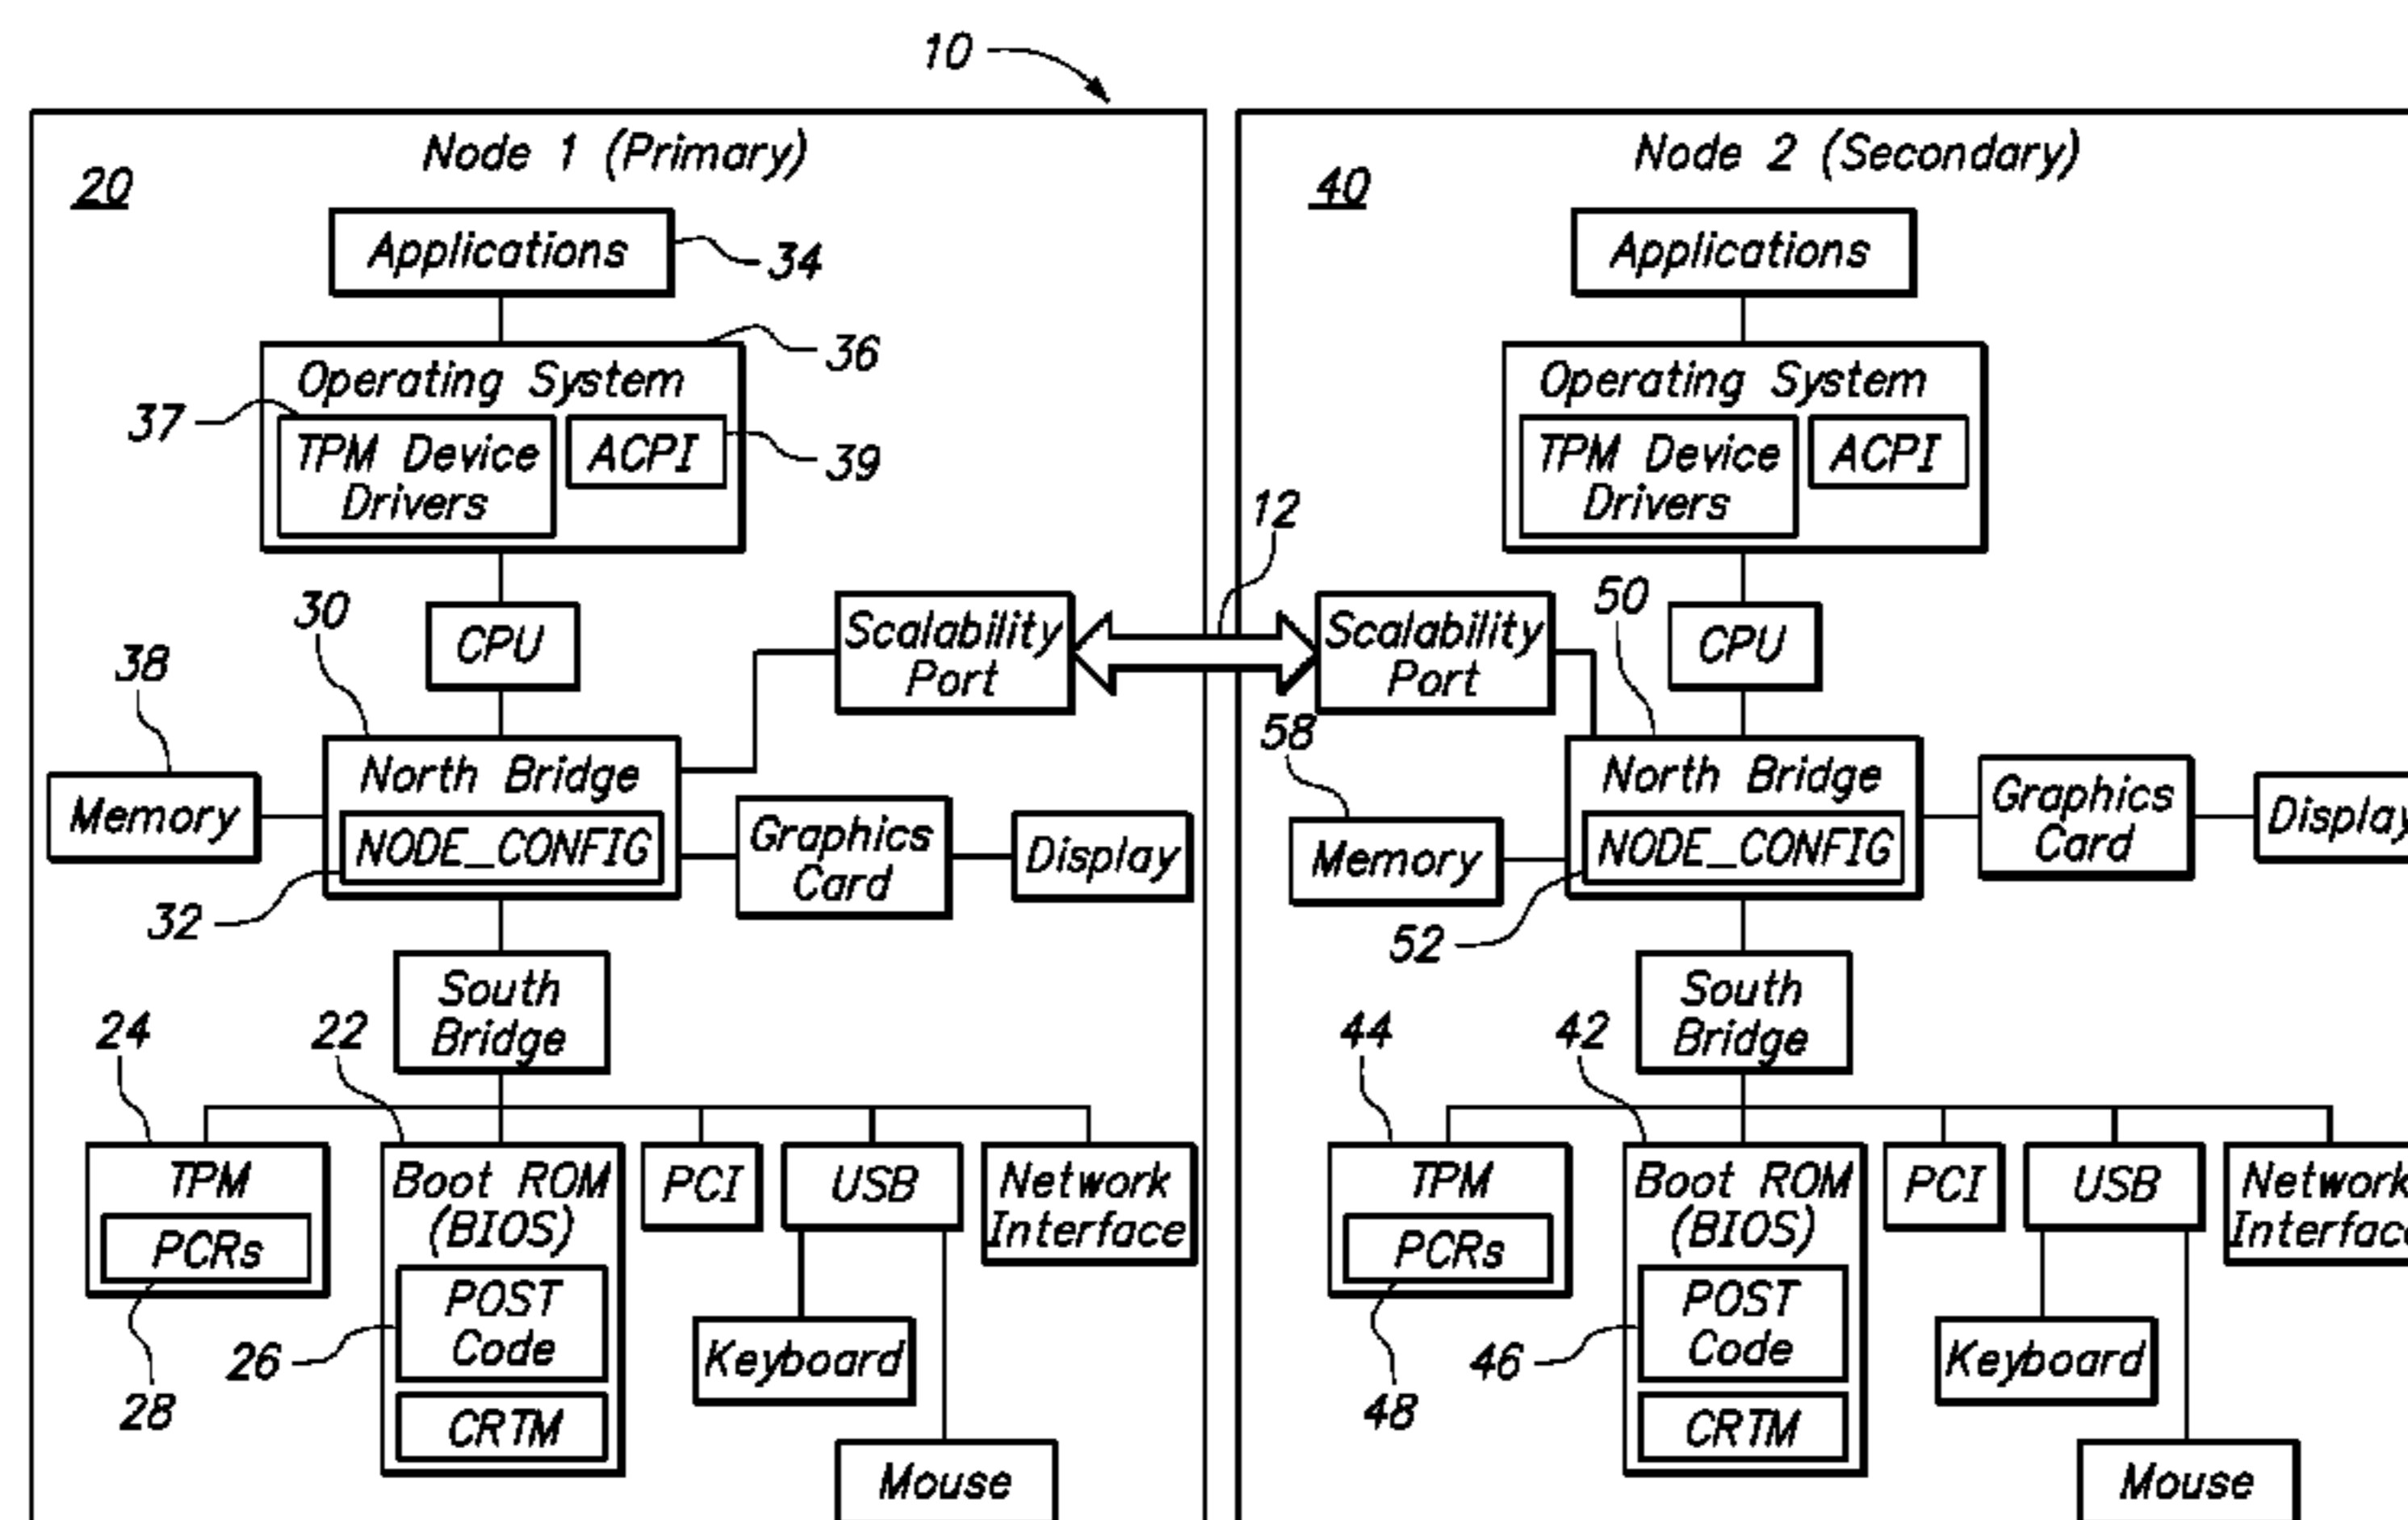 10
Node 1 (Primary)
20
Applications
34
36
Operating System
37
TPM Device
Drivers
ACPI
39
CPU
30
Scalability
Port
12
38
Memory
North Bridge
NODE_CONFIG
32
Graphics
Card
Display
South
Bridge
24
22
TPM
PCRs
28
Boot ROM
(BIOS)
POST
Code
26
CRTM
PCI
USB
Network
Interface
Keyboard
Mouse
Node 2 (Secondary)
40
Applications
Operating System
TPM Device
Drivers
ACPI
Scalability
Port
50
CPU
58
Memory
North Bridge
NODE_CONFIG
52
Graphics
Card
Display
South
Bridge
44
42
TPM
PCRs
48
Boot ROM
(BIOS)
POST
Code
46
CRTM
PCI
USB
Network
Interface
Keyboard
Mouse